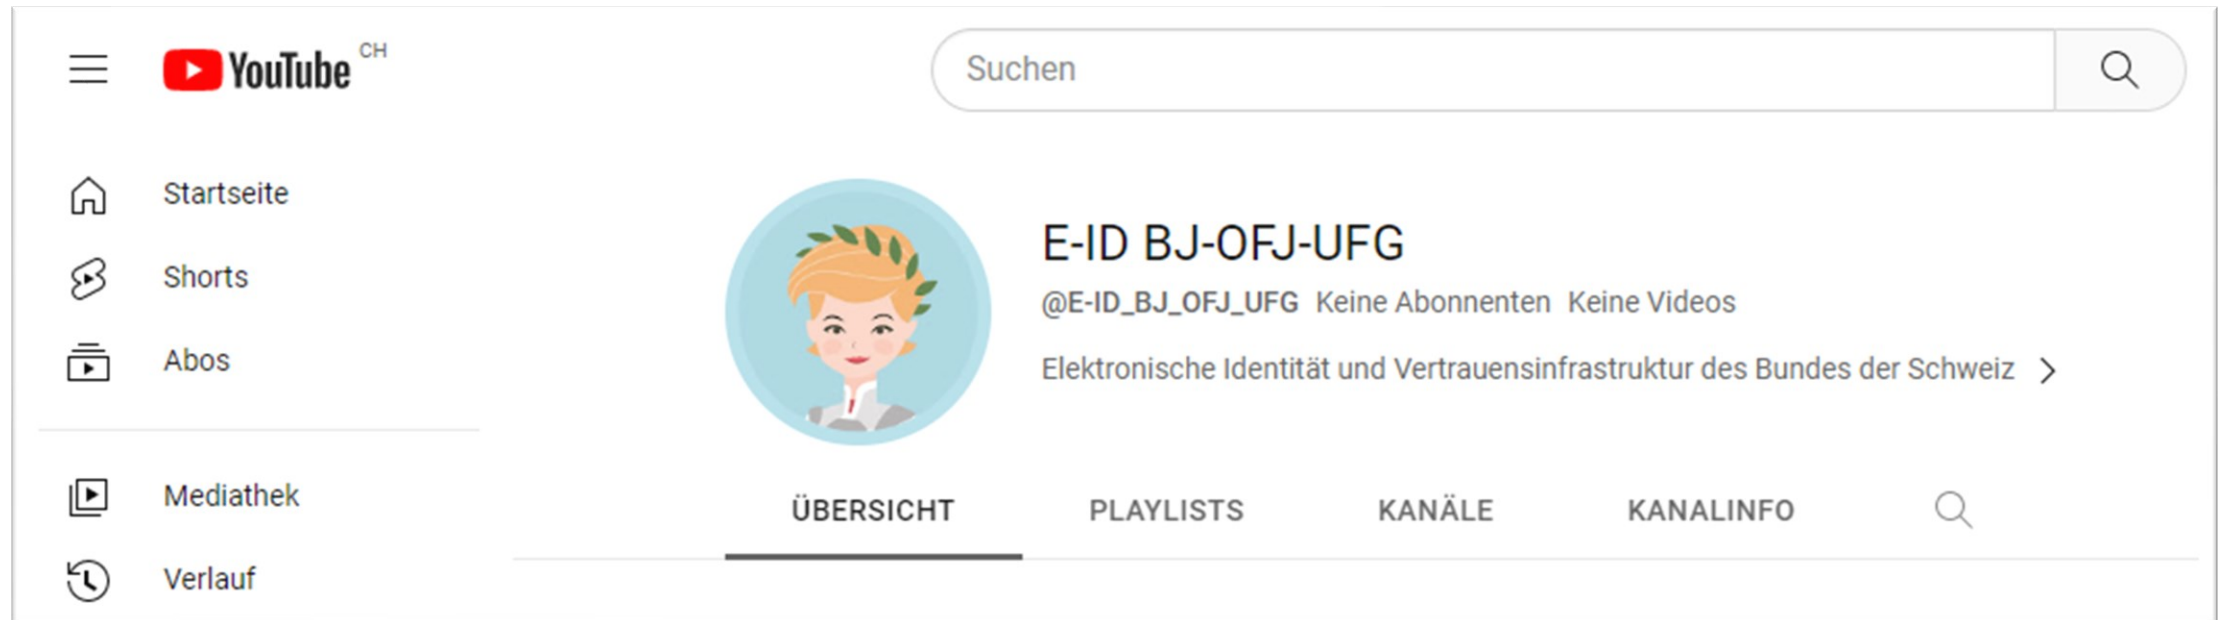 YouTube CH
Suchen
Startseite
Shorts
Abos
Mediathek
Verlauf
E-ID BJ-OFJ-UFG
@E-ID_BJ_OFJ_UFG Keine Abonnenten Keine Videos
Elektronische Identität und Vertrauensinfrastruktur des Bundes der Schweiz
ÜBERSICHT PLAYLISTS KANÄLE KANALINFO